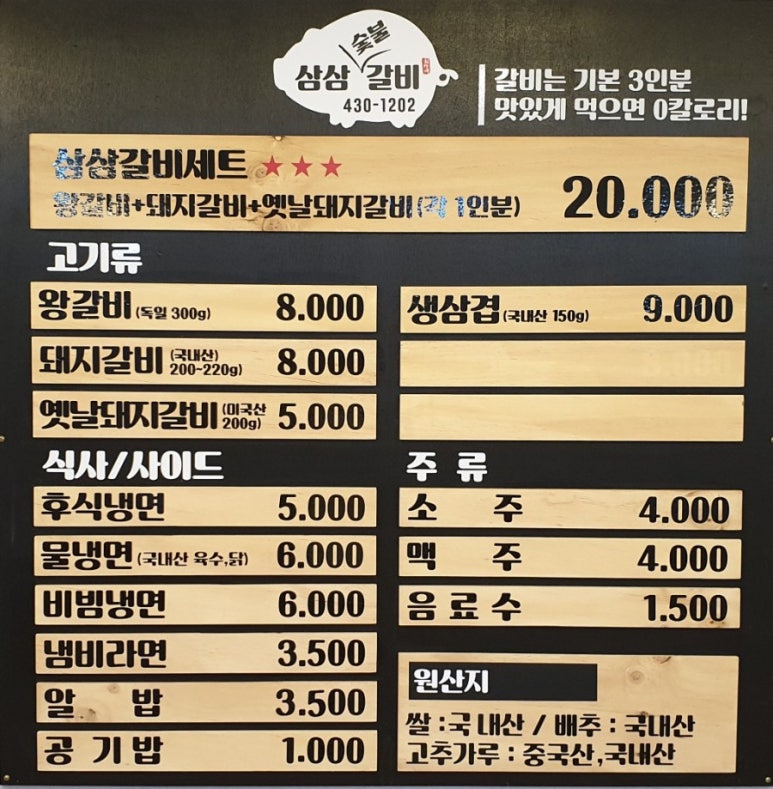 숯불
삼삼 갈비
430-1202
갈비는 기본 3인분
맛있게 먹으면 0칼로리!
삼삼갈비세트 ★★★
왕갈비+돼지갈비+옛날돼지갈비(각 1인분) 20.000
고기류
왕갈비 (독일 300g) 8.000
돼지갈비 (국내산) 200~220g) 8.000
옛날돼지갈비 (미국산 200g) 5.000
생삼겹 (국내산 150g) 9.000
식사/사이드
후식냉면 5.000
물냉면 (국내산 육수,닭) 6.000
비빔냉면 6.000
냄비라면 3.500
알 밥 3.500
공 기 밥 1.000
주 류
소 주 4.000
맥 주 4.000
음 료 수 1.500
원산지
쌀 :국내산 / 배추 : 국내산
고추가루 : 중국산,국내산